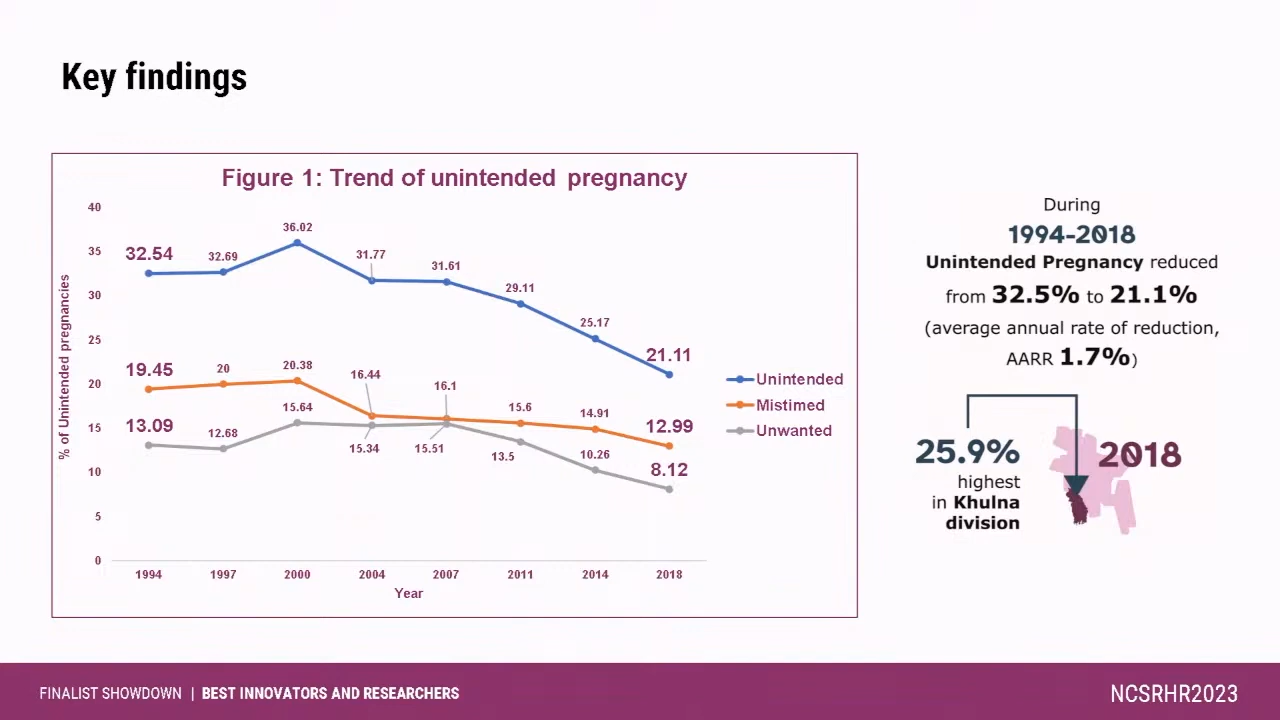 Key findings
Figure 1: Trend of unintended pregnancy
% of Unintended pregnancies
40
35
30
25
20
15
10
5
0
32.54
32.69
36.02
31.77
31.61
29.11
25.17
21.11
19.45
20
20.38
16.44
16.1
15.6
14.91
12.99
13.09
12.68
15.64
15.34
15.51
13.5
10.26
8.12
1994
1997
2000
2004
2007
2011
2014
2018
Year
Unintended
Mistimed
Unwanted
During
1994-2018
Unintended Pregnancy reduced
from 32.5% to 21.1%
(average annual rate of reduction,
AARR 1.7%)
25.9%
highest
in Khulna
division
2018
FINALIST SHOWDOWN | BEST INNOVATORS AND RESEARCHERS
NCSRHR2023